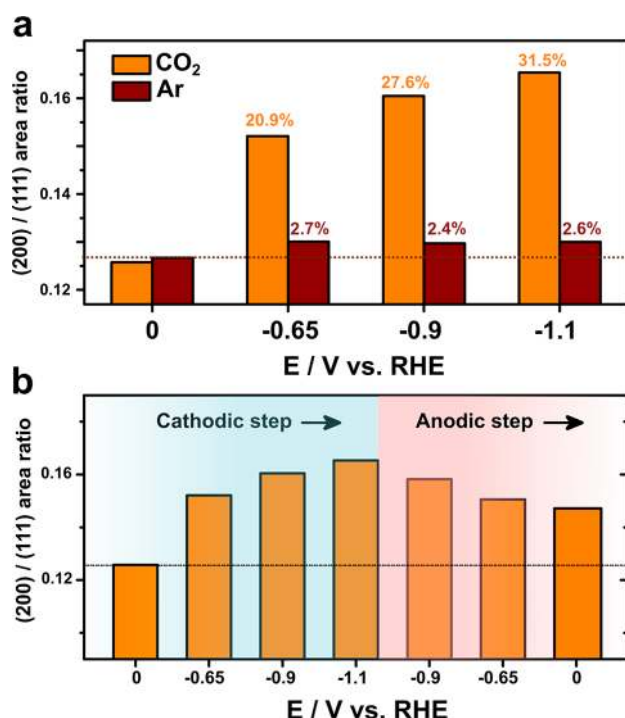 a
(200) / (111) area ratio
CO₂
Ar
0.16
0.12
20.9%
27.6%
31.5%
2.7%
2.4%
2.6%
0 -0.65 -0.9 -1.1
E / V vs. RHE
b
(200) / (111) area ratio
Cathodic step → Anodic step →
0.16
0.12
0 -0.65 -0.9 -1.1 -0.9 -0.65 0
E / V vs. RHE